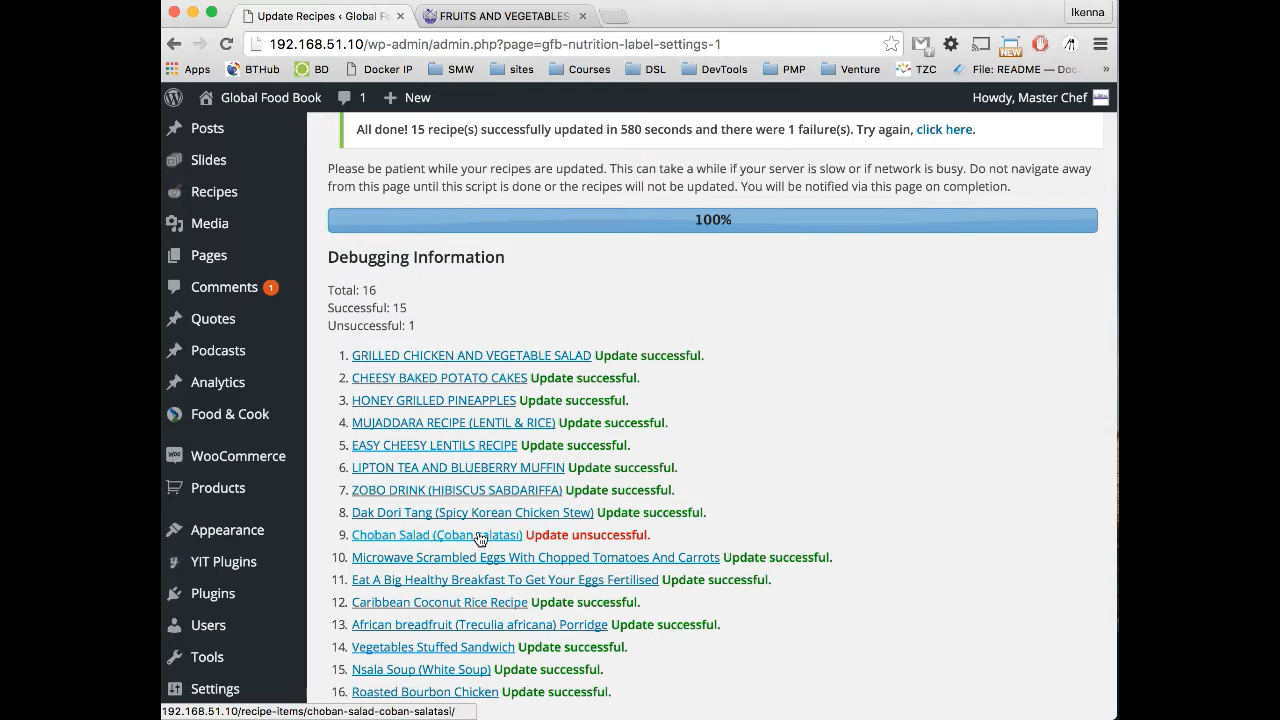 Update Recipes ‹ Global Fo
FRUITS AND VEGETABLES
Ikenna
192.168.51.10/wp-admin/admin.php?page=gfb-nutrition-label-settings-1
NEW
Apps
BTHub
BD
Docker ID
SMW
sites
Courses
DSL
DevTools
PMP
Venture
TZC
File: README — Doc
»
Global Food Book
1
New
Howdy, Master Chef
Posts
Slides
Recipes
Media
Pages
Comments 1
Quotes
Podcasts
Analytics
Food & Cook
WooCommerce
Products
Appearance
YIT Plugins
Plugins
Users
Tools
Settings
All done! 15 recipe(s) successfully updated in 580 seconds and there were 1 failure(s). Try again, click here.
Please be patient while your recipes are updated. This can take a while if your server is slow or if network is busy. Do not navigate away
from this page until this script is done or the recipes will not be updated. You will be notified via this page on completion.
100%
Debugging Information
Total: 16
Successful: 15
Unsuccessful: 1
1. GRILLED CHICKEN AND VEGETABLE SALAD Update successful.
2. CHEESY BAKED POTATO CAKES Update successful.
3. HONEY GRILLED PINEAPPLES Update successful.
4. MUJADDARA RECIPE (LENTIL & RICE) Update successful.
5. EASY CHEESY LENTILS RECIPE Update successful.
6. LIPTON TEA AND BLUEBERRY MUFFIN Update successful.
7. ZOBO DRINK (HIBISCUS SABDARIFFA) Update successful.
8. Dak Dori Tang (Spicy Korean Chicken Stew) Update successful.
9. Choban Salad (Çoban salatası) Update unsuccessful.
10. Microwave Scrambled Eggs With Chopped Tomatoes And Carrots Update successful.
11. Eat A Big Healthy Breakfast To Get Your Eggs Fertilised Update successful.
12. Caribbean Coconut Rice Recipe Update successful.
13. African breadfruit (Treculia africana) Porridge Update successful.
14. Vegetables Stuffed Sandwich Update successful.
15. Nsala Soup (White Soup) Update successful.
16. Roasted Bourbon Chicken Update successful.
192.168.51.10/recipe-items/choban-salad-coban-salatasi/